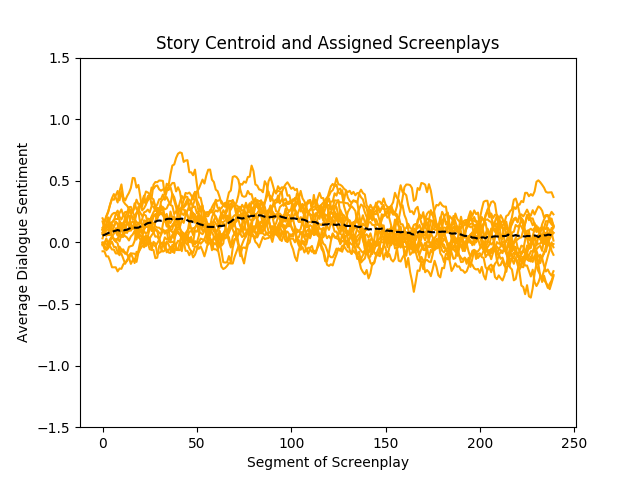 Story Centroid and Assigned Screenplays
1.5
1.0
0.5
0.0
−0.5
−1.0
−1.5
Average Dialogue Sentiment
0 50 100 150 200 250
Segment of Screenplay